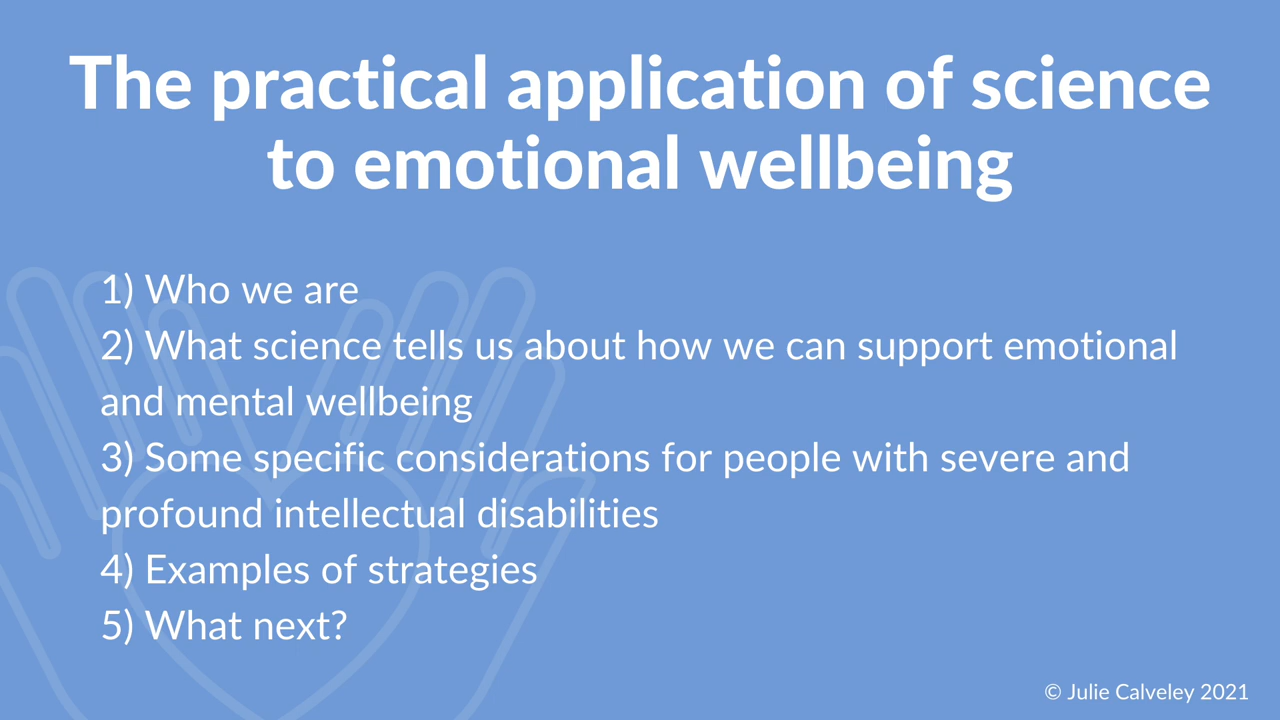 The practical application of science
to emotional wellbeing
1) Who we are
2) What science tells us about how we can support emotional
and mental wellbeing
3) Some specific considerations for people with severe and
profound intellectual disabilities
4) Examples of strategies
5) What next?
© Julie Calveley 2021